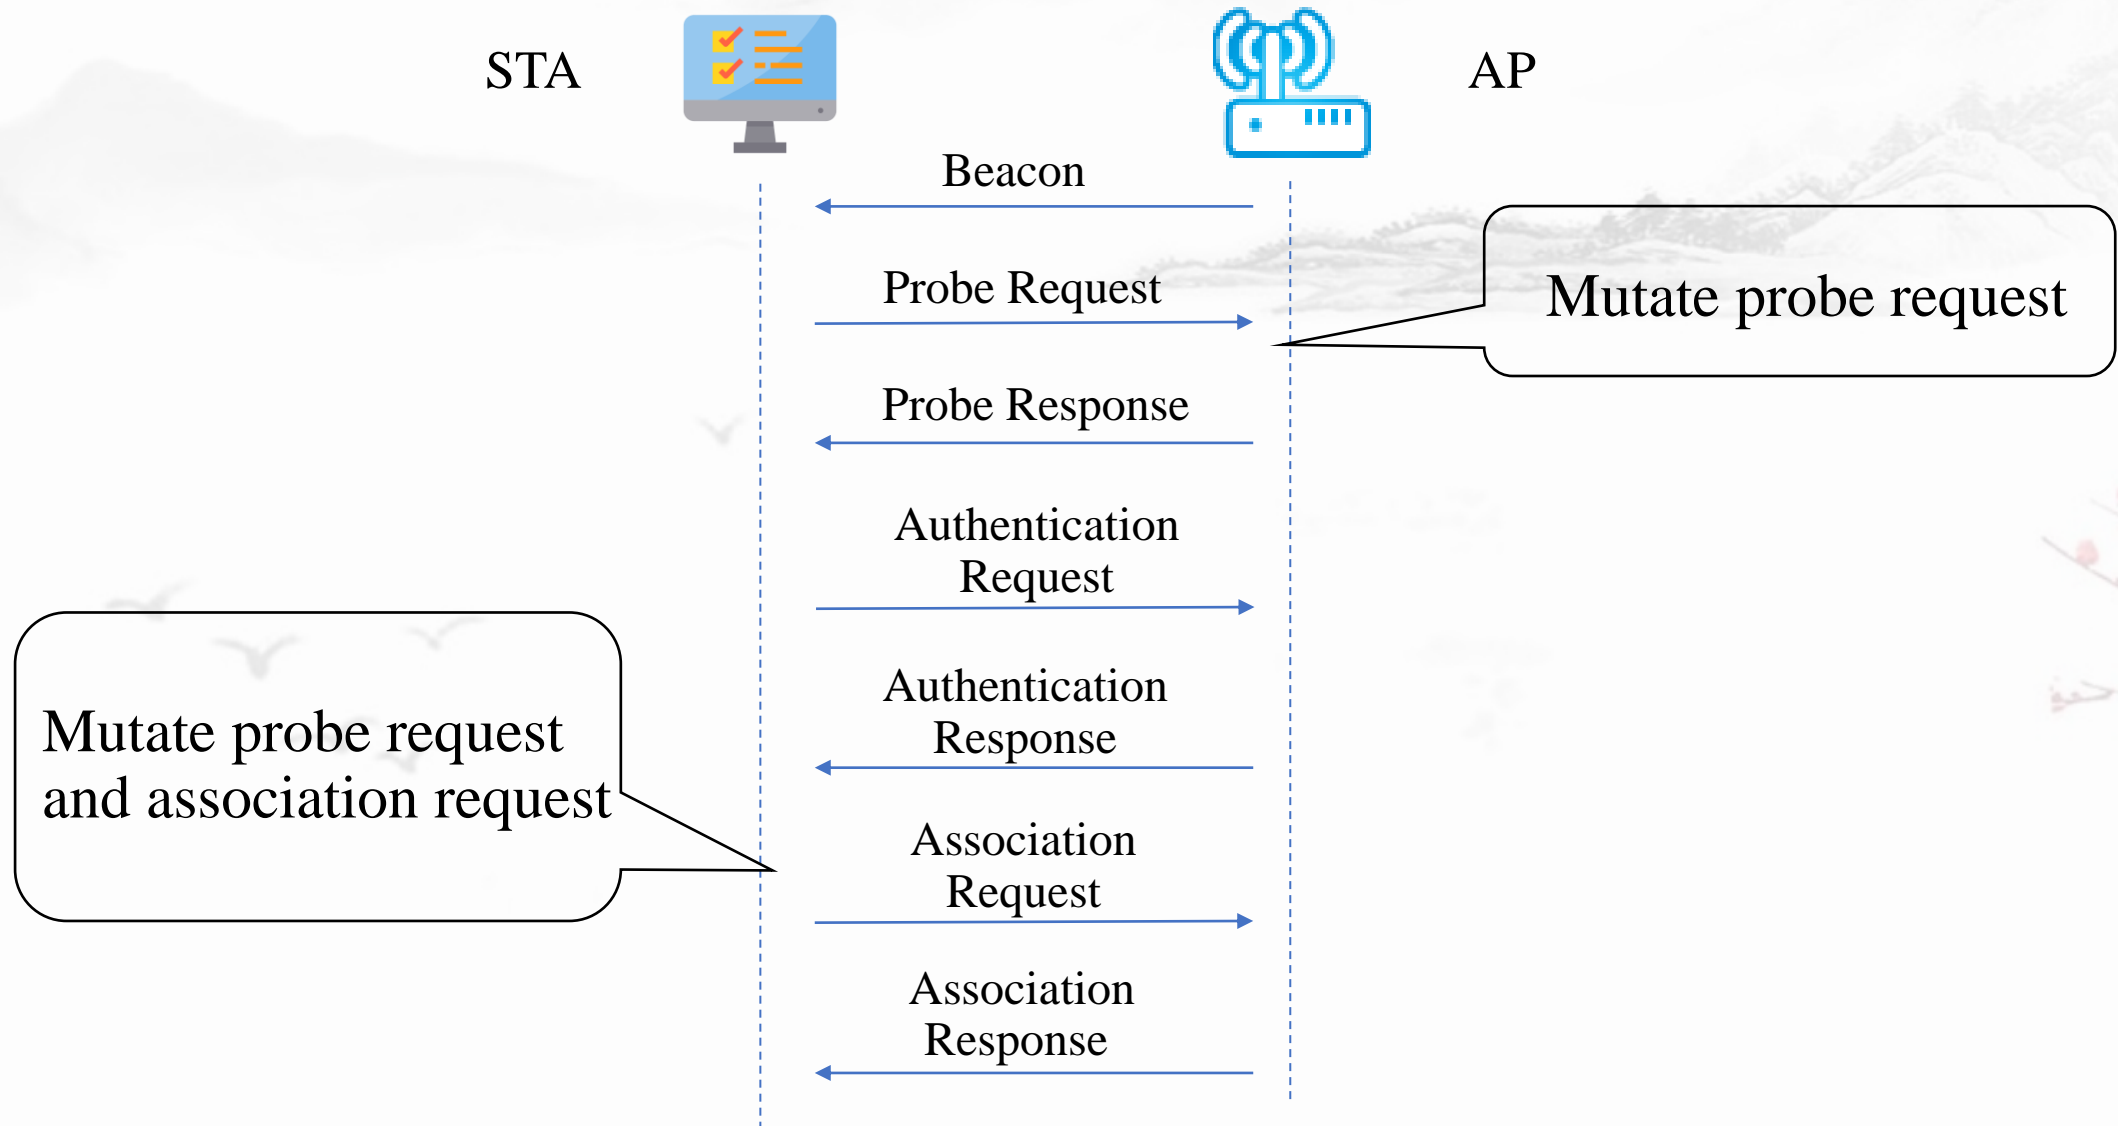 STA
AP
Beacon
Probe Request
Mutate probe request
Probe Response
Authentication
Request
Authentication
Response
Mutate probe request
and association request
Association
Request
Association
Response